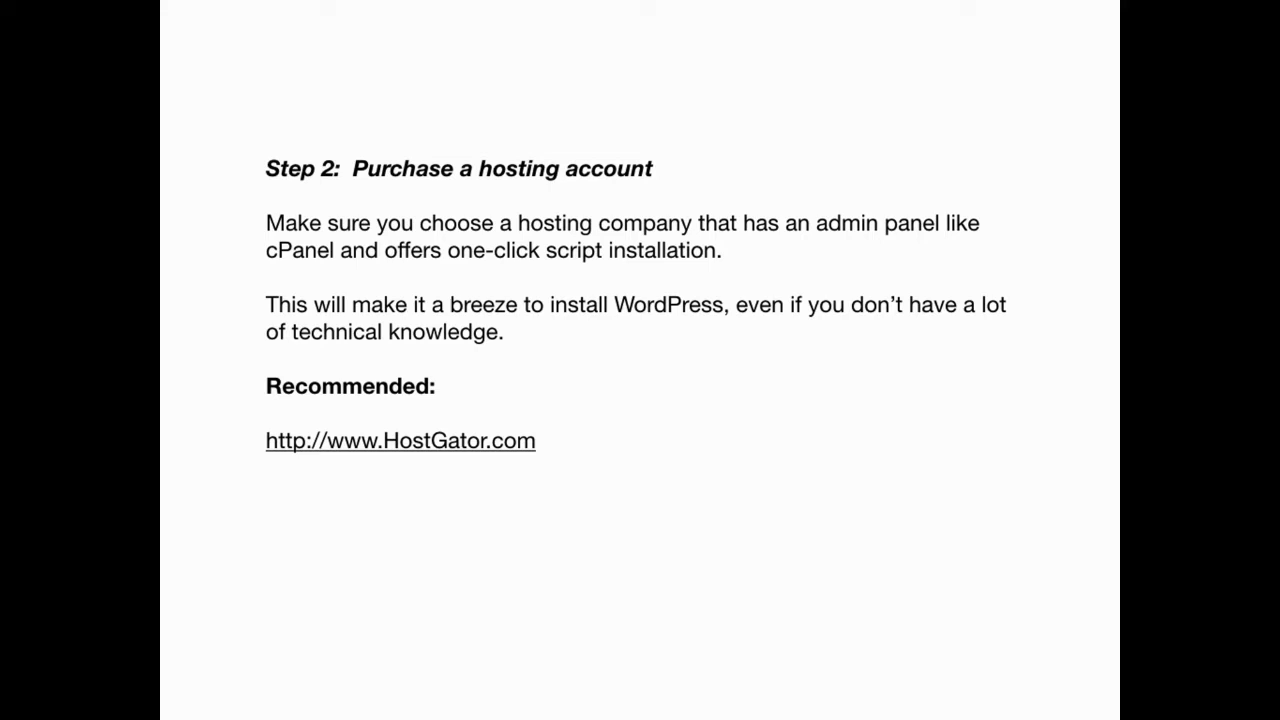 Step 2:  Purchase a hosting account
Make sure you choose a hosting company that has an admin panel like
cPanel and offers one-click script installation.
This will make it a breeze to install WordPress, even if you don’t have a lot
of technical knowledge.
Recommended:
http://www.HostGator.com